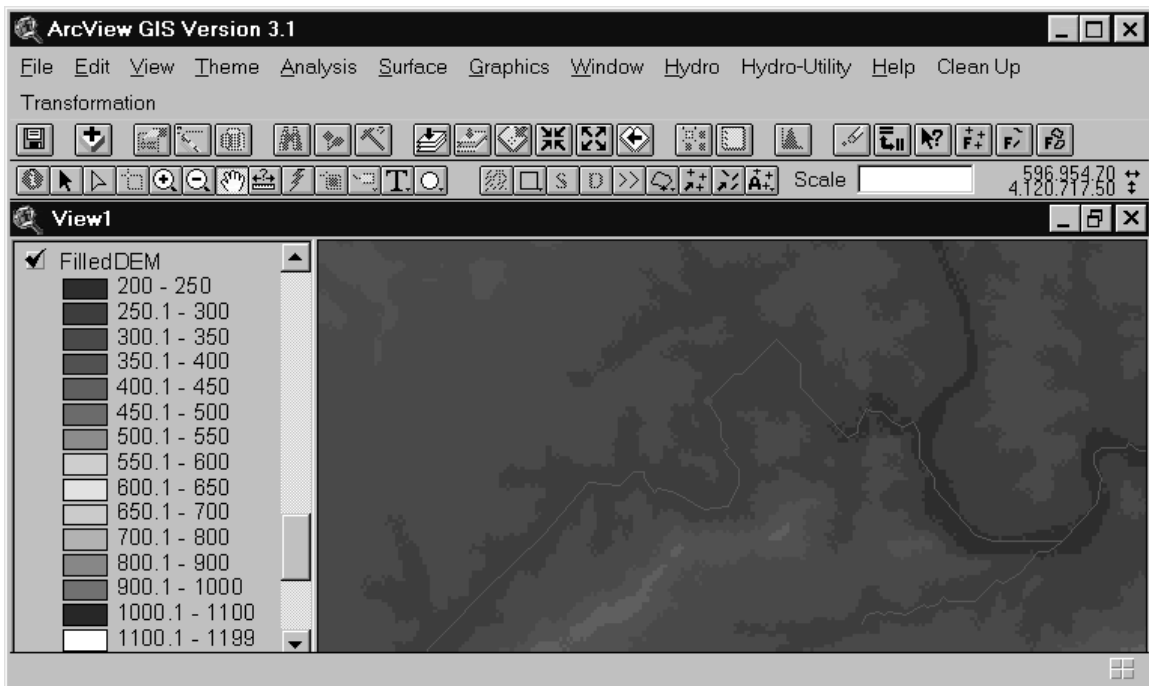 ArcView GIS Version 3.1
File Edit View Theme Analysis Surface Graphics Window Hydro Hydro-Utility Help Clean Up
Transformation
Scale 596,954.70
4,120,717.50
View1
FilledDEM
200 - 250
250.1 - 300
300.1 - 350
350.1 - 400
400.1 - 450
450.1 - 500
500.1 - 550
550.1 - 600
600.1 - 650
650.1 - 700
700.1 - 800
800.1 - 900
900.1 - 1000
1000.1 - 1100
1100.1 - 1199